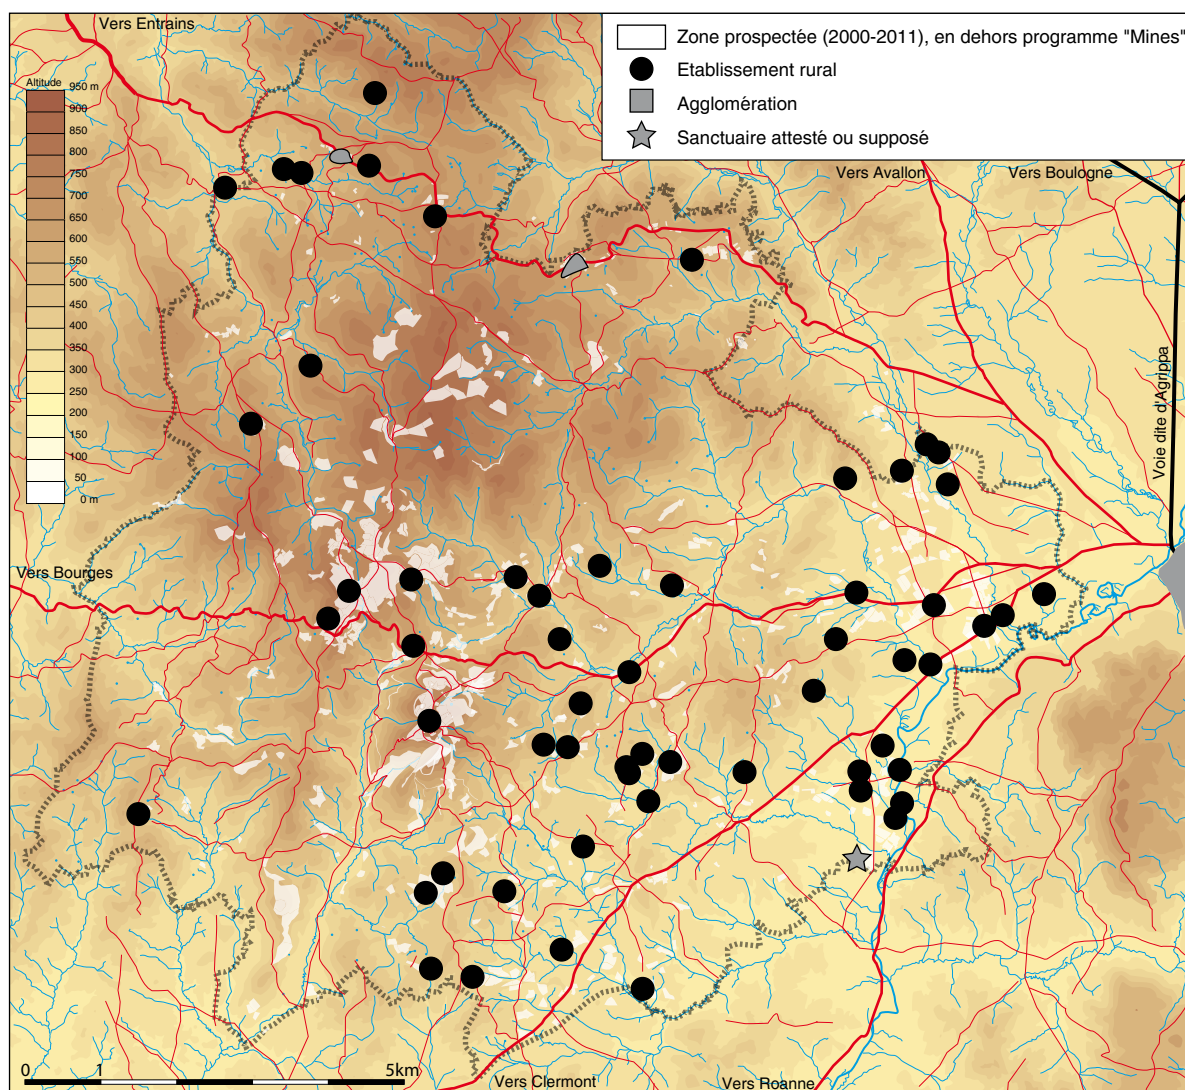 Vers Entrains
Zone prospectée (2000-2011), en dehors programme "Mines"
Etablissement rural
Agglomération
Sanctuaire attesté ou supposé
Altitude
950 m
900
850
800
750
700
650
600
550
500
450
400
350
300
250
200
150
100
50
0 m
Vers Avallon
Vers Boulogne
Voie dite d'Agrippa
Vers Bourges
0
1
5km
Vers Clermont
Vers Roanne